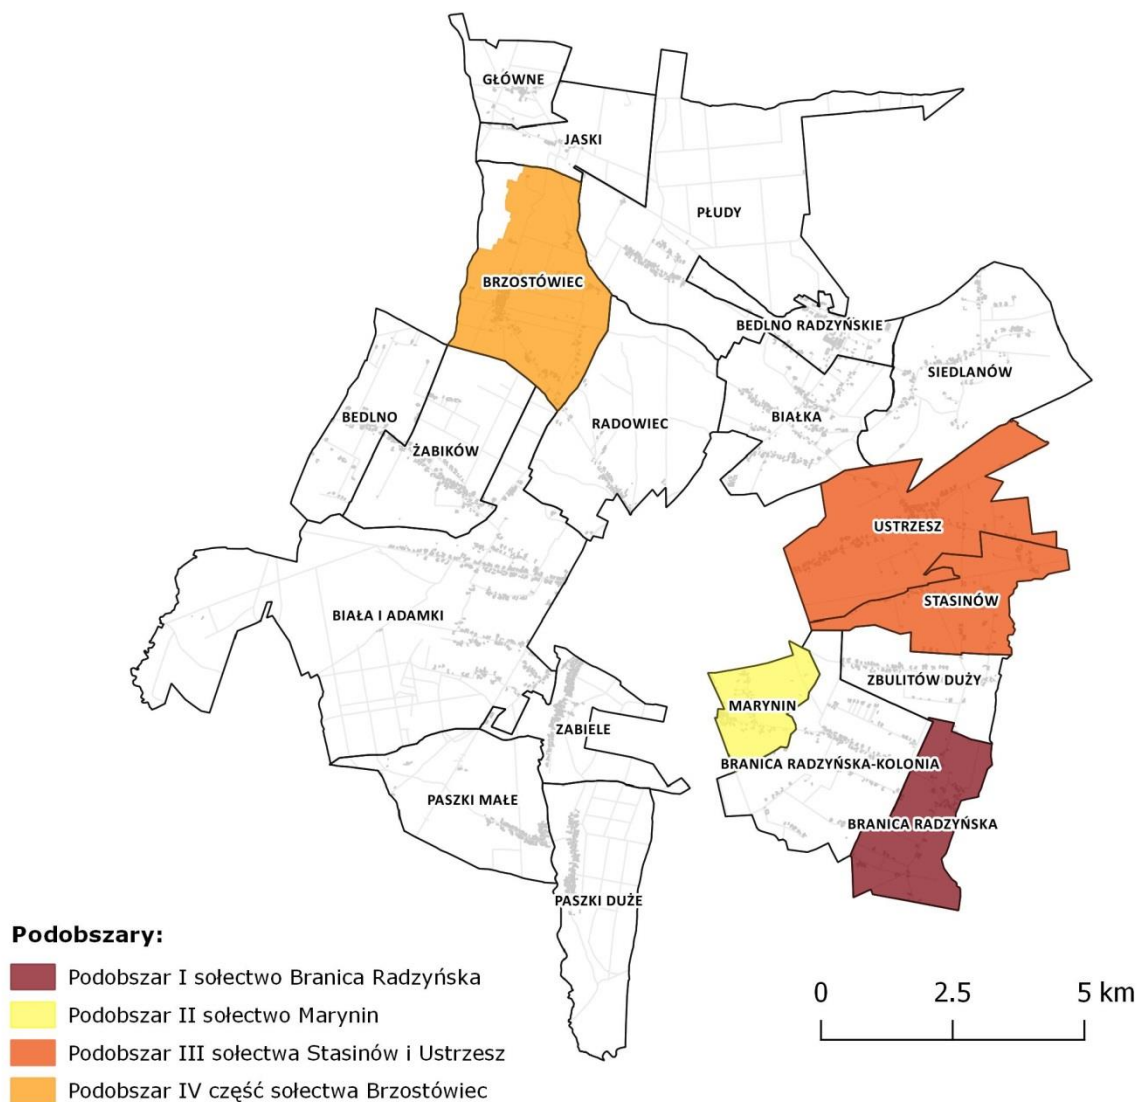 GŁÓWNE
JASKI
PŁUDY
BRZOSTÓWIEC
BEDLNO RADZYŃSKIE
SIEDLANÓW
BEDLNO
BIAŁKA
RADOWIEC
ŻABIKÓW
USTRZESZ
STASINÓW
BIAŁA I ADAMKI
ZBULITÓW DUŻY
MARYNIN
ZABIELE
BRANICA RADZYŃSKA-KOLONIA
PASZKI MAŁE
BRANICA RADZYŃSKA
PASZKI DUŻE
Podobszary:
Podobszar I sołectwo Branica Radzyńska
Podobszar II sołectwo Marynin
Podobszar III sołectwa Stasinów i Ustrzesz
Podobszar IV część sołectwa Brzostówiec
0 2.5 5 km